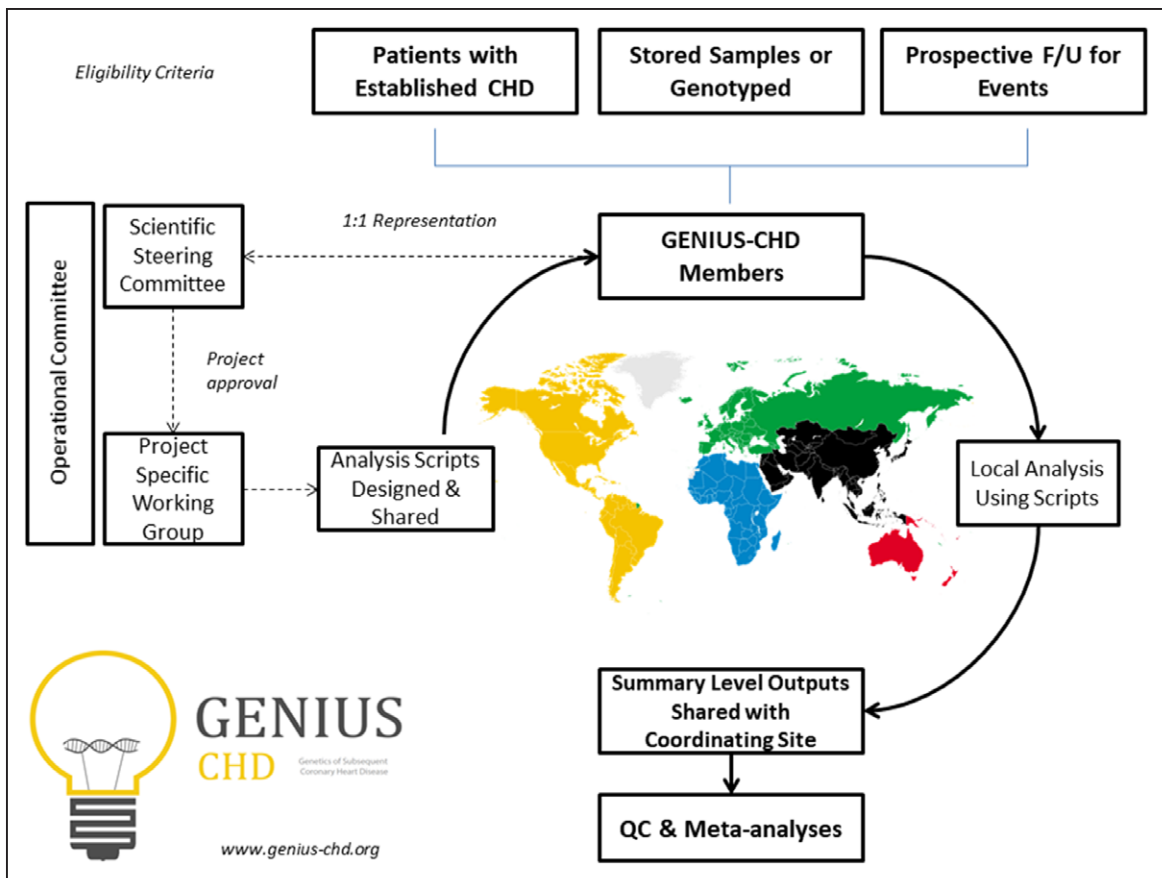 Eligibility Criteria
Patients with
Established CHD
Stored Samples or
Genotyped
Prospective F/U for
Events
Operational Committee
Scientific
Steering
Committee
1:1 Representation
GENIUS-CHD
Members
Project
approval
Project
Specific
Working
Group
Analysis Scripts
Designed &
Shared
Local Analysis
Using Scripts
Summary Level Outputs
Shared with
Coordinating Site
QC & Meta-analyses
GENIUS
CHD
Genetics of Subsequent
Coronary Heart Disease
www.genius-chd.org